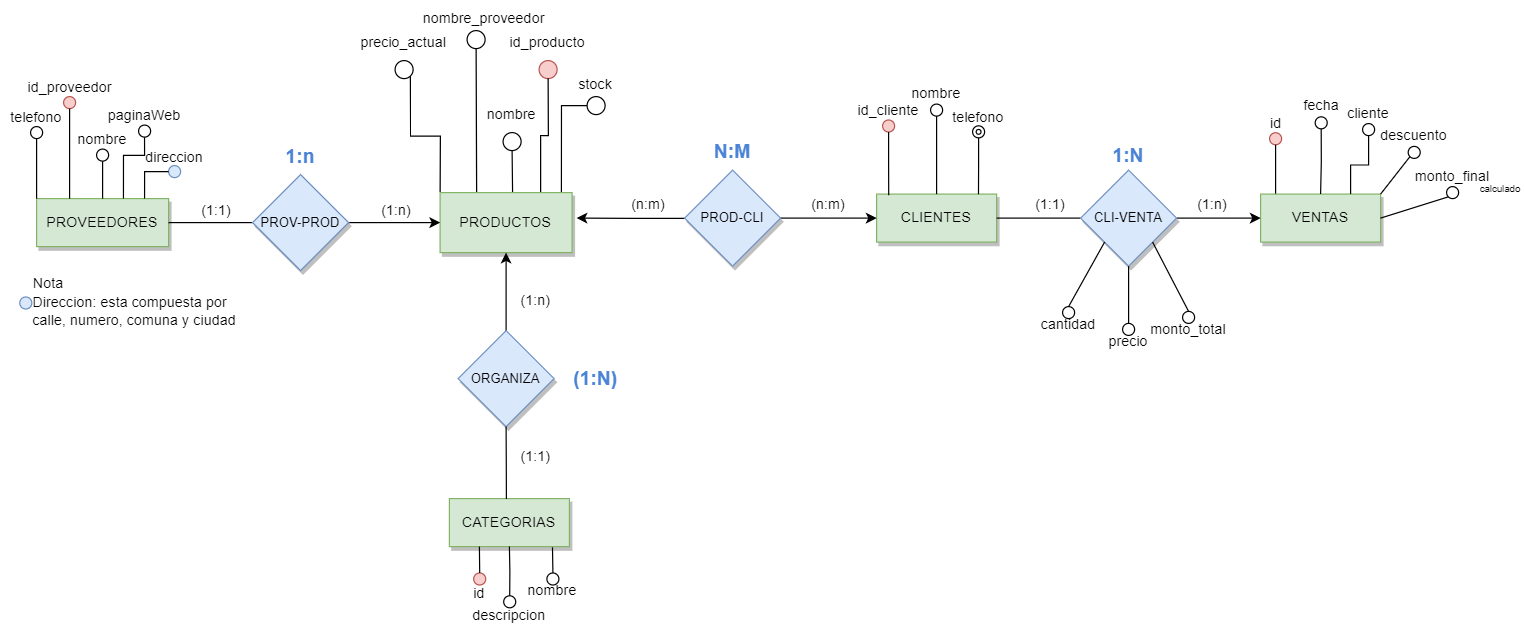 nombre_proveedor
precio_actual
id_producto
stock
nombre
id_proveedor
telefono
paginaWeb
nombre
direccion
1:n
PROVEEDORES
(1:1)
PROV-PROD
(1:n)
PRODUCTOS
N:M
(n:m)
PROD-CLI
(n:m)
id_cliente
nombre
telefono
CLIENTES
1:N
(1:1)
CLI-VENTA
(1:n)
fecha
id
cliente
descuento
monto_final
calculado
VENTAS
cantidad
precio
monto_total
Nota
Direccion: esta compuesta por
calle, numero, comuna y ciudad
(1:n)
ORGANIZA
(1:N)
(1:1)
CATEGORIAS
id
descripcion
nombre